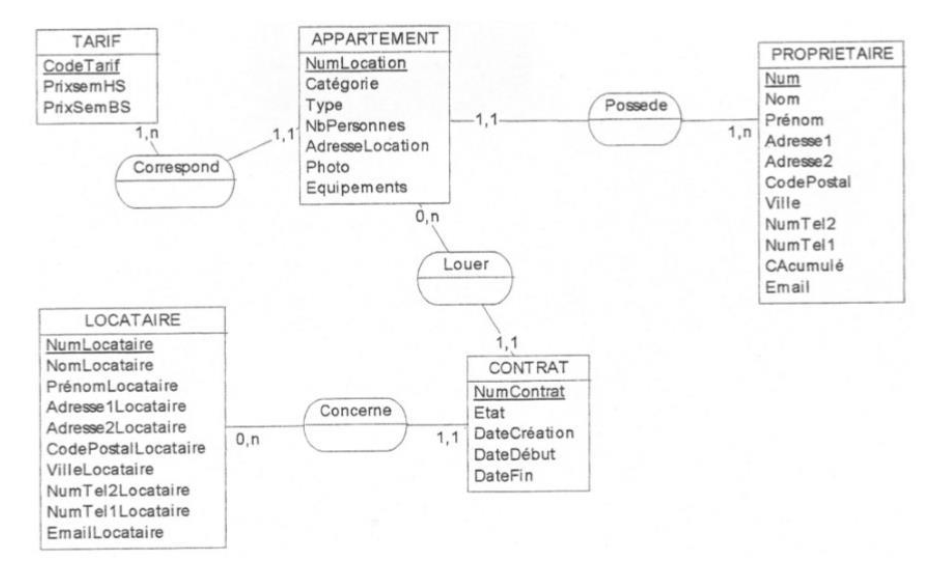 TARIF
CodeTarif
PrixsemHS
PrixSemBS
1,n
Correspond
1,1
APPARTEMENT
NumLocation
Catégorie
Type
NbPersonnes
AdresseLocation
Photo
Equipements
1,1
Possede
1,n
PROPRIETAIRE
Num
Nom
Prénom
Adresse1
Adresse2
CodePostal
Ville
NumTel2
NumTel1
CAcumulé
Email
0,n
Louer
1,1
LOCATAIRE
NumLocataire
NomLocataire
PrénomLocataire
Adresse1Locataire
Adresse2Locataire
CodePostalLocataire
VilleLocataire
NumTel2Locataire
NumTel1Locataire
EmailLocataire
0,n
Concerne
1,1
CONTRAT
NumContrat
Etat
DateCréation
DateDébut
DateFin